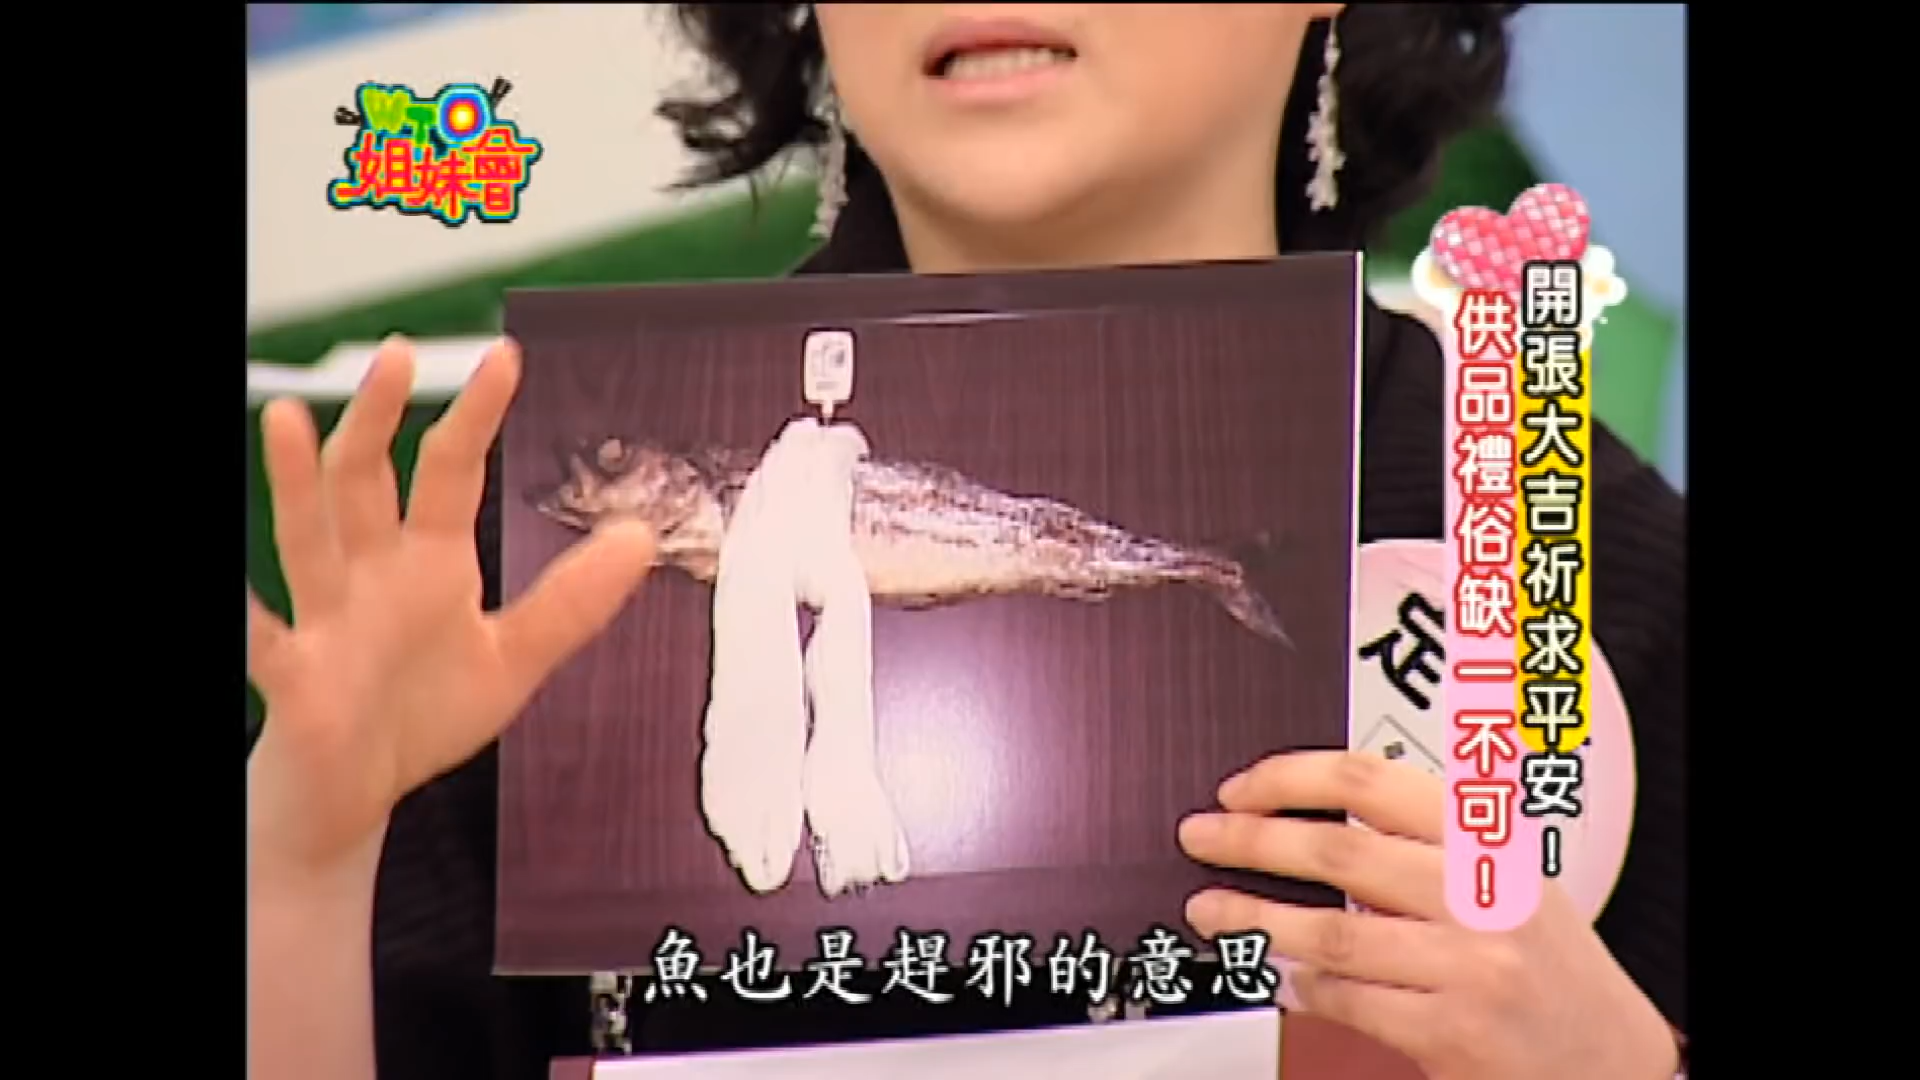 WTO
姐妹會
開張大吉祈求平安！
供品禮俗缺一不可！
足
魚也是趕邪的意思